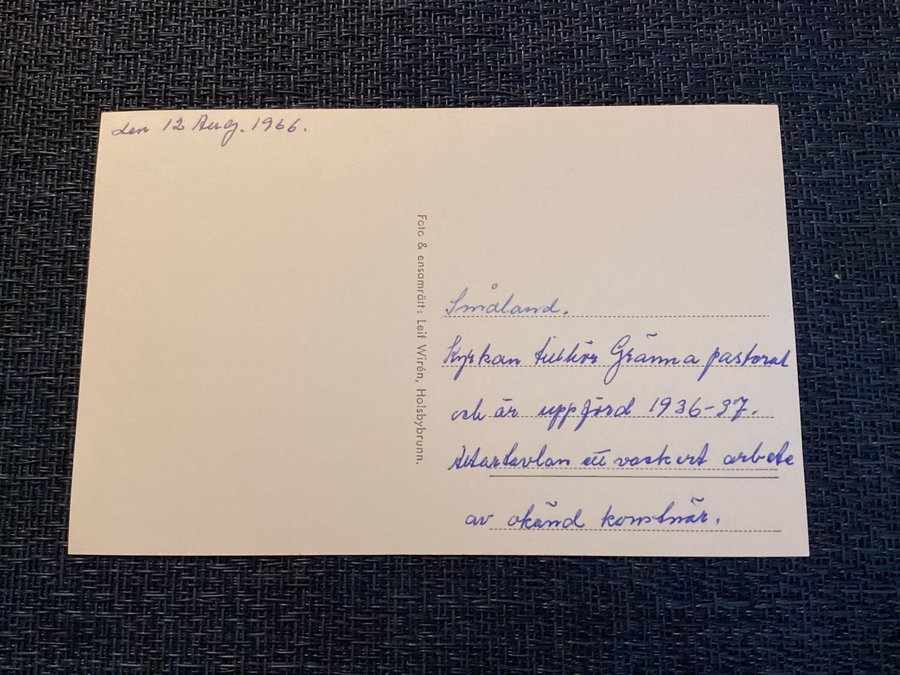 den 12 Aug. 1966.
Foto & ensamrätt: Leif Wirén, Holsbybrunn.
Småland.
Kyrkan tillhör Gränna pastorat
och är uppförd 1936-37.
Altartavlan ett vackert arbete
av okänd konstnär.